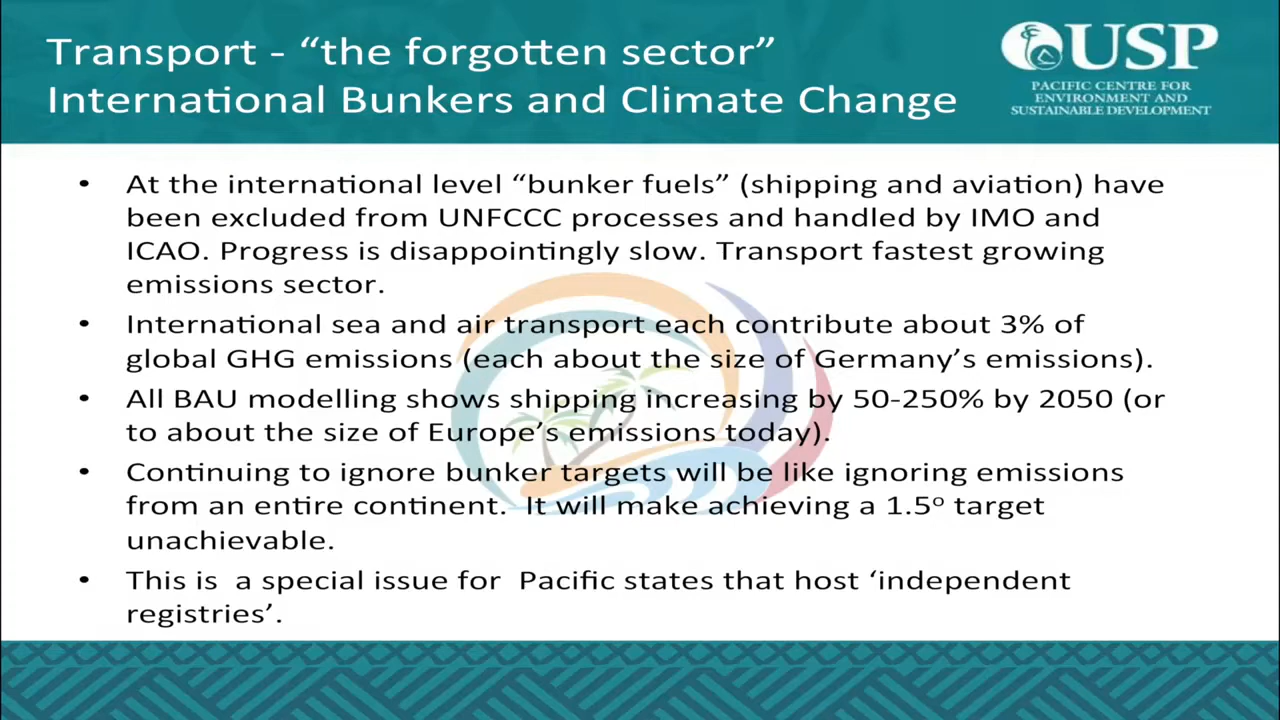 Transport - “the forgotten sector”
International Bunkers and Climate Change
USP
PACIFIC CENTRE FOR
ENVIRONMENT AND
SUSTAINABLE DEVELOPMENT
• At the international level “bunker fuels” (shipping and aviation) have
been excluded from UNFCCC processes and handled by IMO and
ICAO. Progress is disappointingly slow. Transport fastest growing
emissions sector.
• International sea and air transport each contribute about 3% of
global GHG emissions (each about the size of Germany’s emissions).
• All BAU modelling shows shipping increasing by 50-250% by 2050 (or
to about the size of Europe’s emissions today).
• Continuing to ignore bunker targets will be like ignoring emissions
from an entire continent. It will make achieving a 1.5º target
unachievable.
• This is a special issue for Pacific states that host ‘independent
registries’.